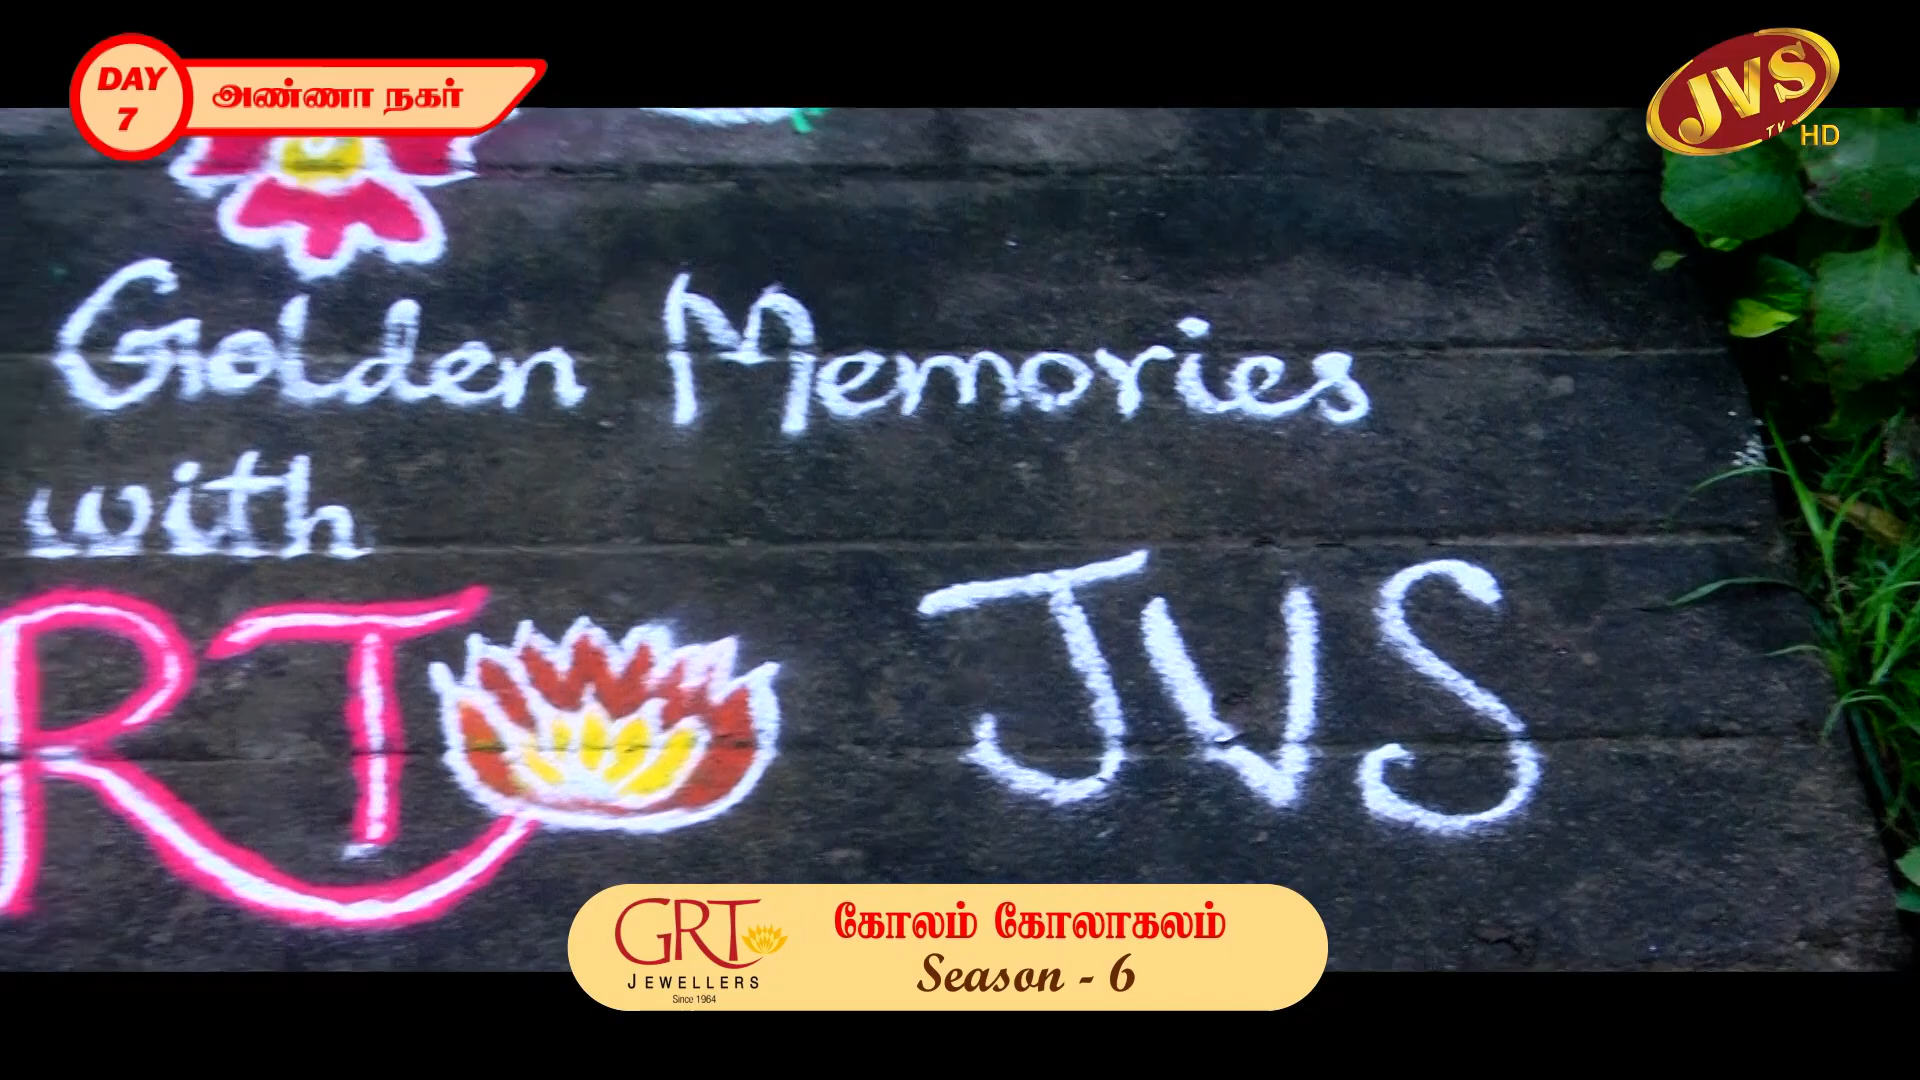 DAY
7
அண்ணா நகர்
JVS
TV HD
Golden Memories
with
RT JVS
GRT
JEWELLERS
Since 1964
கோலம் கோலாகலம்
Season - 6